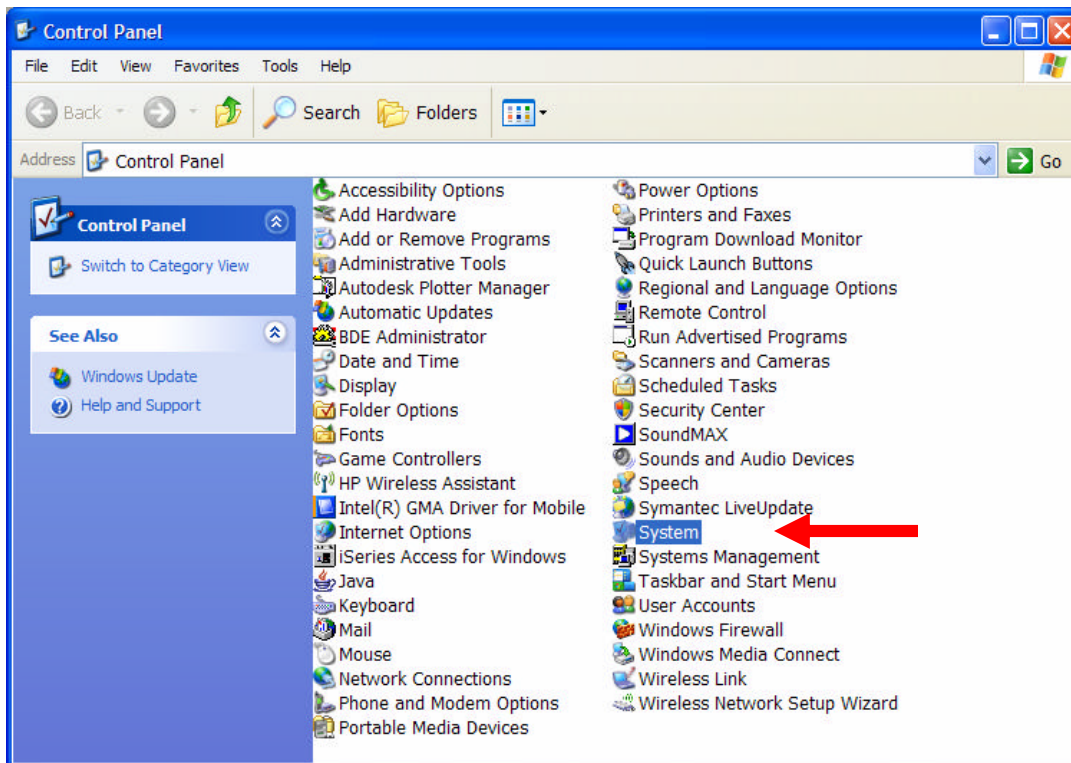 Control Panel
File Edit View Favorites Tools Help
Back Search Folders
Address Control Panel Go
Control Panel
Switch to Category View
See Also
Windows Update
Help and Support
Accessibility Options
Add Hardware
Add or Remove Programs
Administrative Tools
Autodesk Plotter Manager
Automatic Updates
BDE Administrator
Date and Time
Display
Folder Options
Fonts
Game Controllers
HP Wireless Assistant
Intel(R) GMA Driver for Mobile
Internet Options
iSeries Access for Windows
Java
Keyboard
Mail
Mouse
Network Connections
Phone and Modem Options
Portable Media Devices
Power Options
Printers and Faxes
Program Download Monitor
Quick Launch Buttons
Regional and Language Options
Remote Control
Run Advertised Programs
Scanners and Cameras
Scheduled Tasks
Security Center
SoundMAX
Sounds and Audio Devices
Speech
Symantec LiveUpdate
System
Systems Management
Taskbar and Start Menu
User Accounts
Windows Firewall
Windows Media Connect
Wireless Link
Wireless Network Setup Wizard